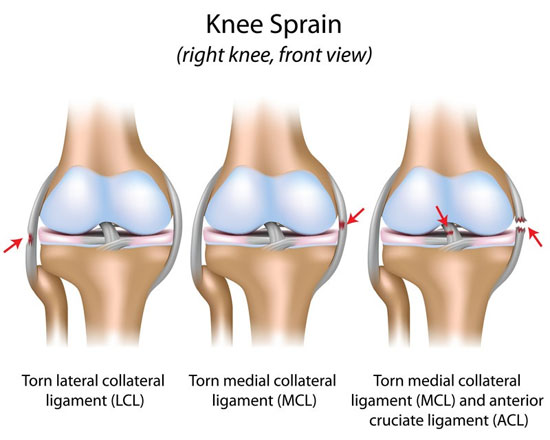 Knee Sprain
(right knee, front view)
Torn lateral collateral
ligament (LCL)
Torn medial collateral
ligament (MCL)
Torn medial collateral
ligament (MCL) and anterior
cruciate ligament (ACL)